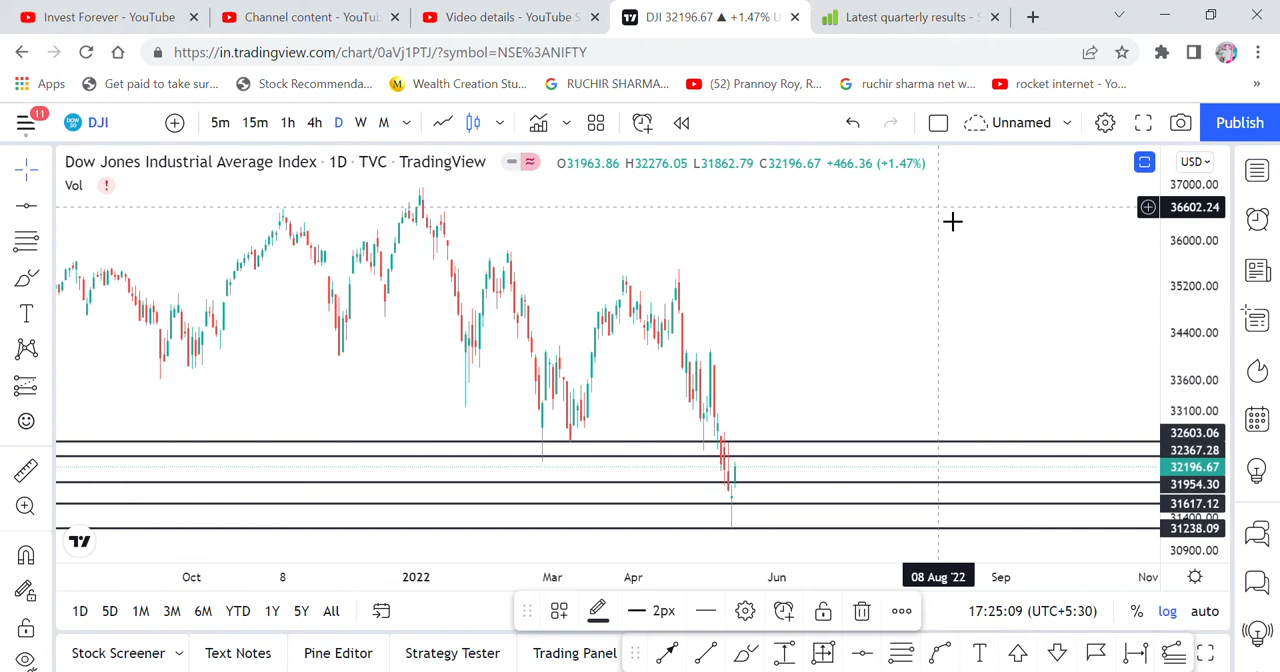 Invest Forever - YouTube
Channel content - YouTub
Video details - YouTube S
DJI 32196.67 ▲ +1.47% U
Latest quarterly results - S
https://in.tradingview.com/chart/0aVj1PTJ/?symbol=NSE%3ANIFTY
Apps
Get paid to take sur...
Stock Recommenda...
Wealth Creation Stu...
RUCHIR SHARMA...
(52) Prannoy Roy, R...
ruchir sharma net w...
rocket internet - Yo...
»
11
DJI
5m 15m 1h 4h D W M
Unnamed
Publish
Dow Jones Industrial Average Index · 1D · TVC · TradingView
O31963.86 H32276.05 L31862.79 C32196.67 +466.36 (+1.47%)
USD
Vol
37000.00
36602.24
36000.00
35200.00
34400.00
33600.00
33100.00
32603.06
32367.28
32196.67
31954.30
31617.12
31400.00
31238.09
30900.00
Oct 8 2022 Mar Apr Jun 08 Aug '22 Sep Nov
1D 5D 1M 3M 6M YTD 1Y 5Y All
2px
17:25:09 (UTC+5:30)
% log auto
Stock Screener
Text Notes
Pine Editor
Strategy Tester
Trading Panel